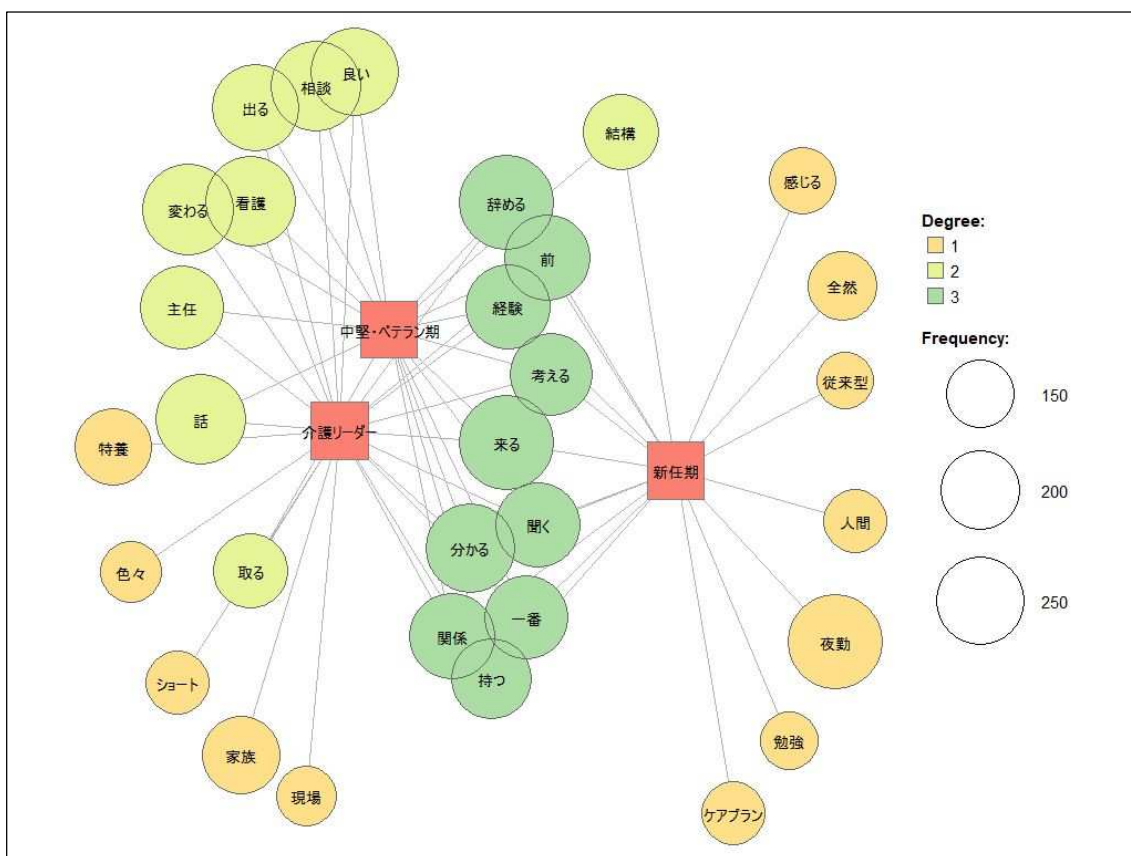 良い
相談
出る
結構
感じる
看護
辞める
変わる
前
全然
主任
経験
中堅・ベテラン期
考える
従来型
話
介護リーダー
来る
特養
新任期
聞く
人間
分かる
色々
取る
一番
関係
夜勤
持つ
ショート
家族
勉強
現場
ケアプラン
Degree:
1
2
3
Frequency:
150
200
250